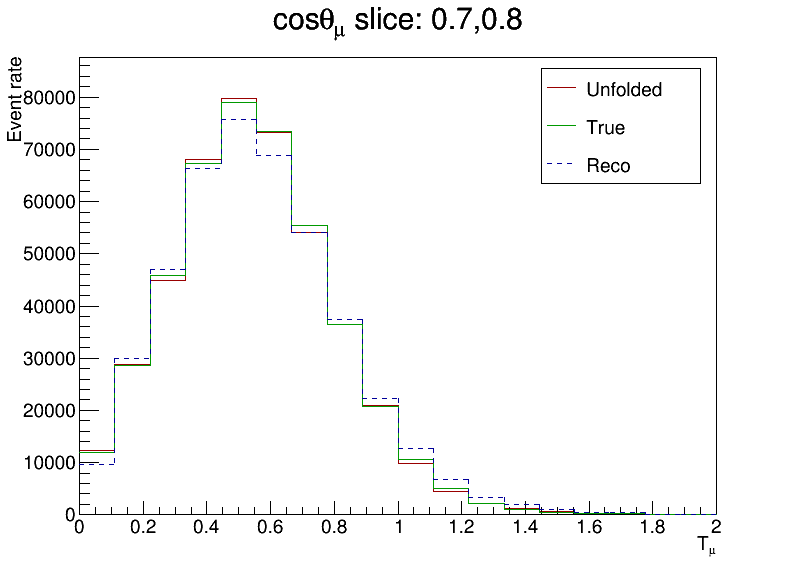 cosθμ slice: 0.7,0.8
Event rate
80000
70000
60000
50000
40000
30000
20000
10000
0
0 0.2 0.4 0.6 0.8 1 1.2 1.4 1.6 1.8 2
Tμ
Unfolded
True
Reco